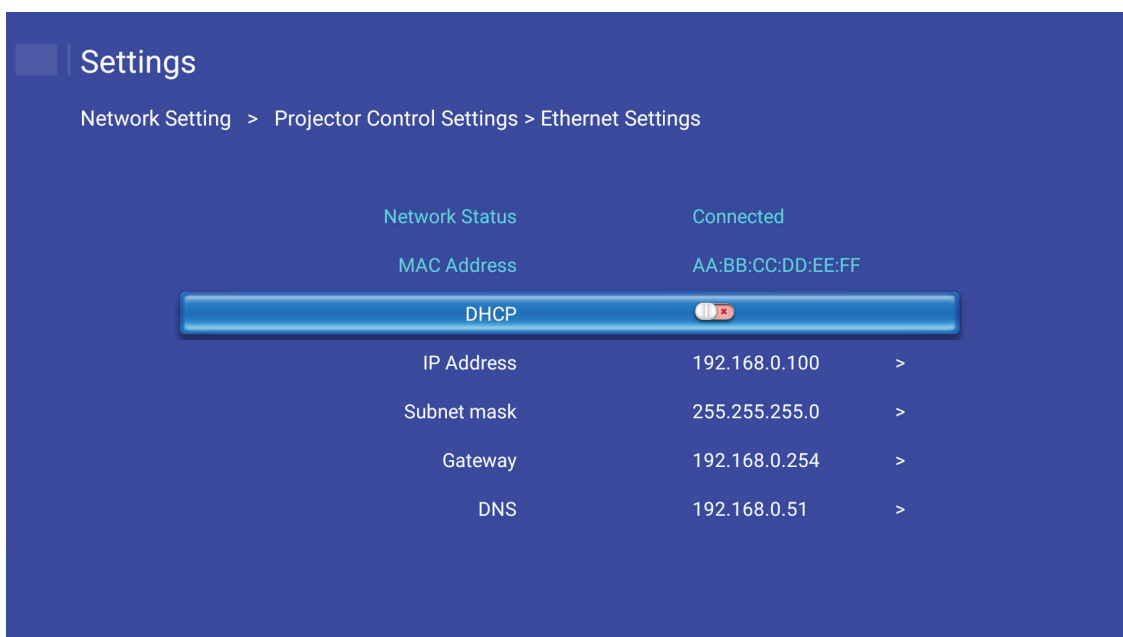 Settings
Network Setting > Projector Control Settings > Ethernet Settings
Network Status Connected
MAC Address AA:BB:CC:DD:EE:FF
DHCP
IP Address 192.168.0.100 >
Subnet mask 255.255.255.0 >
Gateway 192.168.0.254 >
DNS 192.168.0.51 >